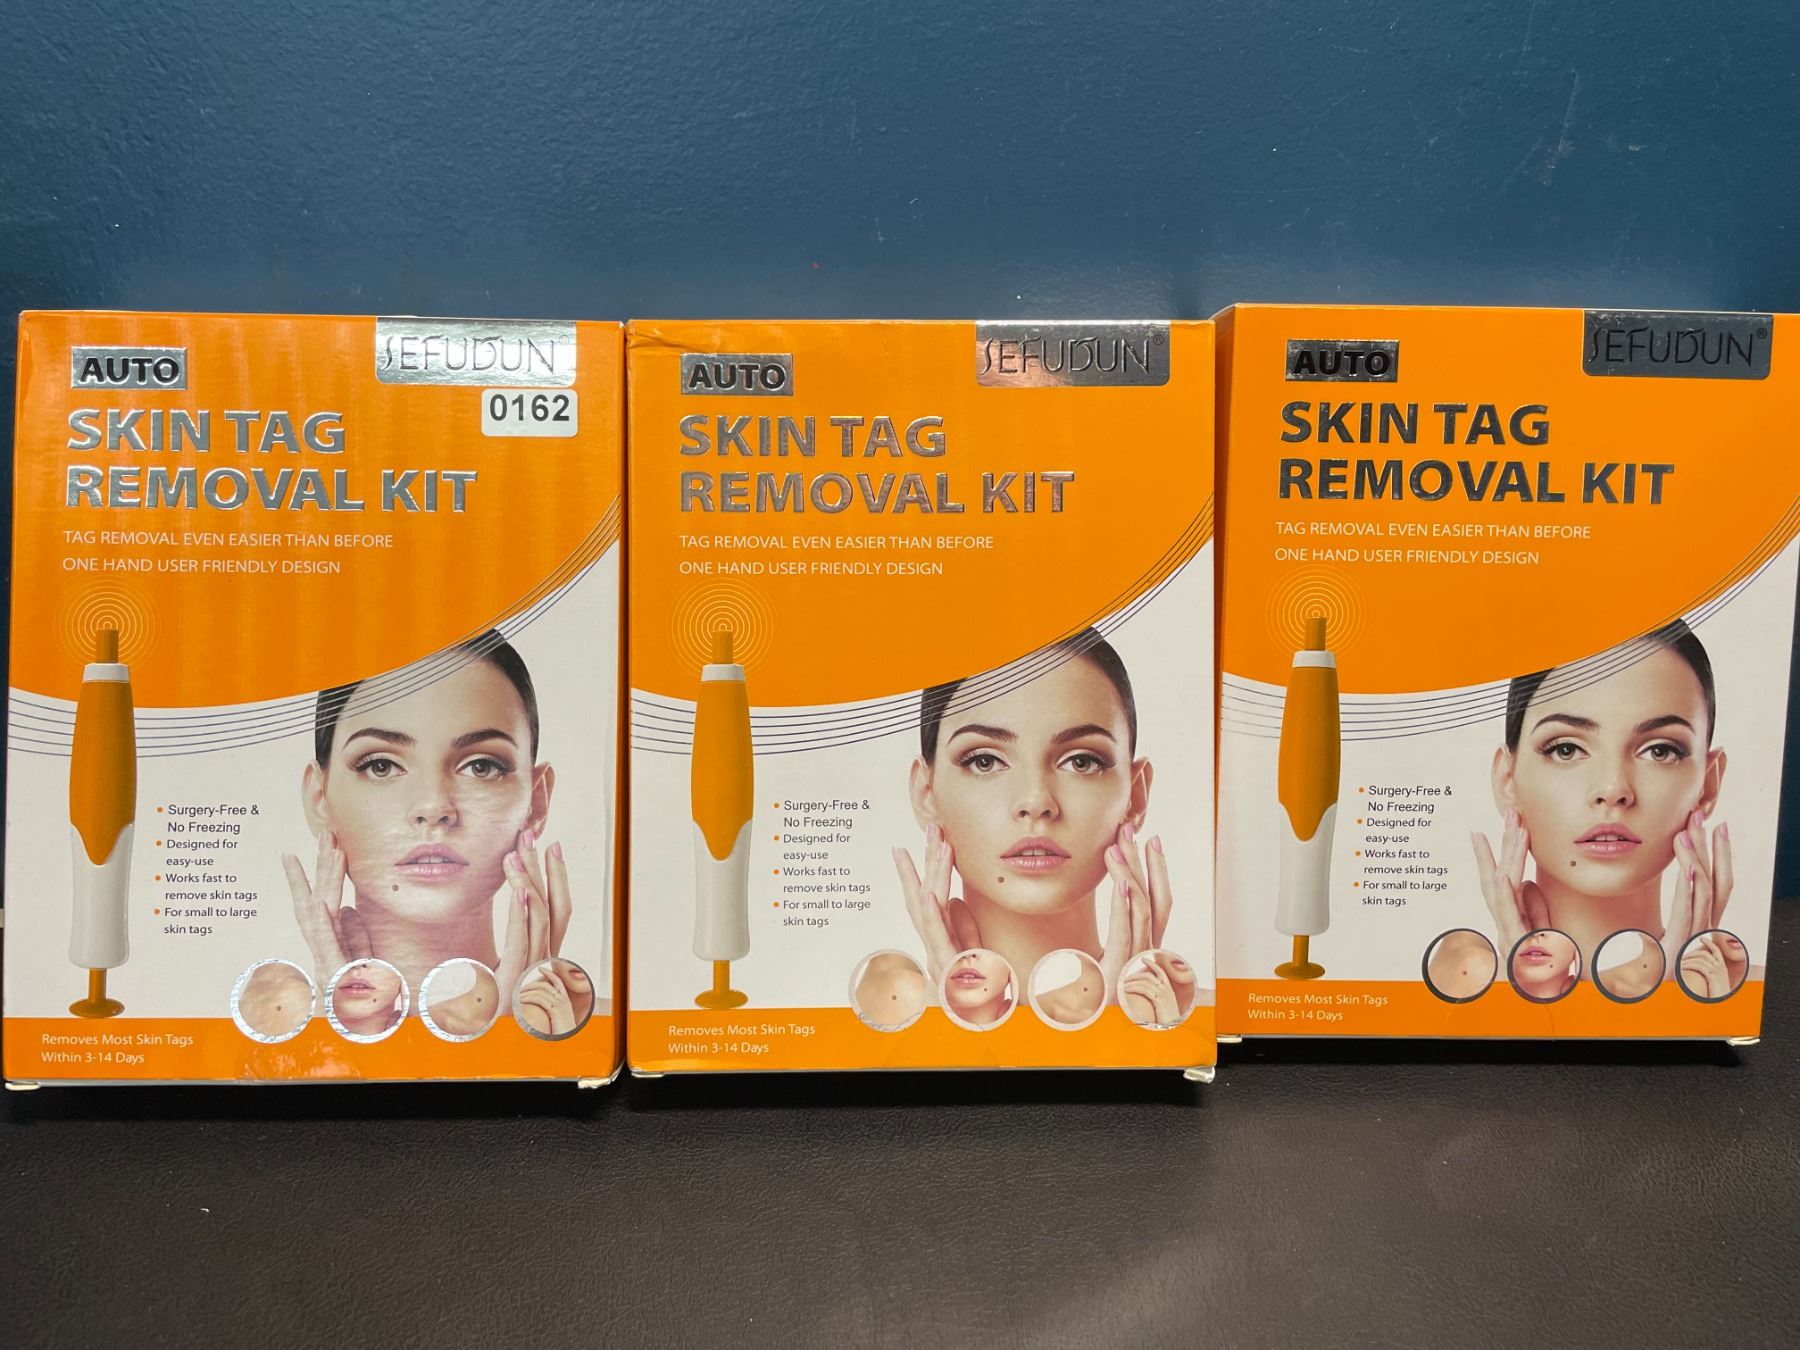 AUTO
SEFUDUN®
0162
SKIN TAG
REMOVAL KIT
TAG REMOVAL EVEN EASIER THAN BEFORE
ONE HAND USER FRIENDLY DESIGN
• Surgery-Free &
No Freezing
• Designed for
easy-use
• Works fast to
remove skin tags
• For small to large
skin tags
Removes Most Skin Tags
Within 3-14 Days
AUTO
SEFUDUN®
SKIN TAG
REMOVAL KIT
TAG REMOVAL EVEN EASIER THAN BEFORE
ONE HAND USER FRIENDLY DESIGN
• Surgery-Free &
No Freezing
• Designed for
easy-use
• Works fast to
remove skin tags
• For small to large
skin tags
Removes Most Skin Tags
Within 3-14 Days
AUTO
SEFUDUN®
SKIN TAG
REMOVAL KIT
TAG REMOVAL EVEN EASIER THAN BEFORE
ONE HAND USER FRIENDLY DESIGN
• Surgery-Free &
No Freezing
• Designed for
easy-use
• Works fast to
remove skin tags
• For small to large
skin tags
Removes Most Skin Tags
Within 3-14 Days